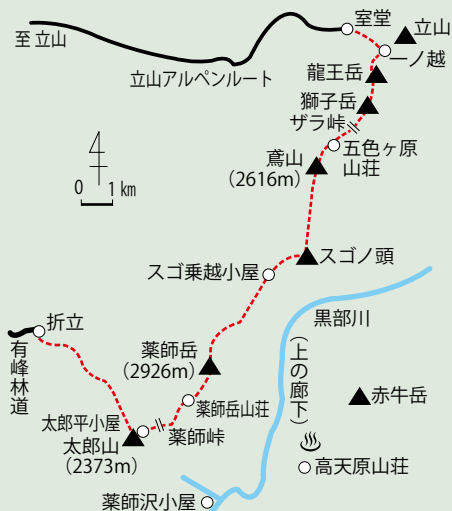 室堂
立山
至 立山
一ノ越
立山アルペンルート
龍王岳
獅子岳
ザラ峠
五色ヶ原
山荘
鳶山
(2616m)
0 1 km
スゴノ頭
スゴ乗越小屋
黒部川
(上の廊下)
折立
有峰林道
薬師岳
(2926m)
赤牛岳
薬師岳山荘
太郎平小屋
薬師峠
太郎山
(2373m)
高天原山荘
薬師沢小屋